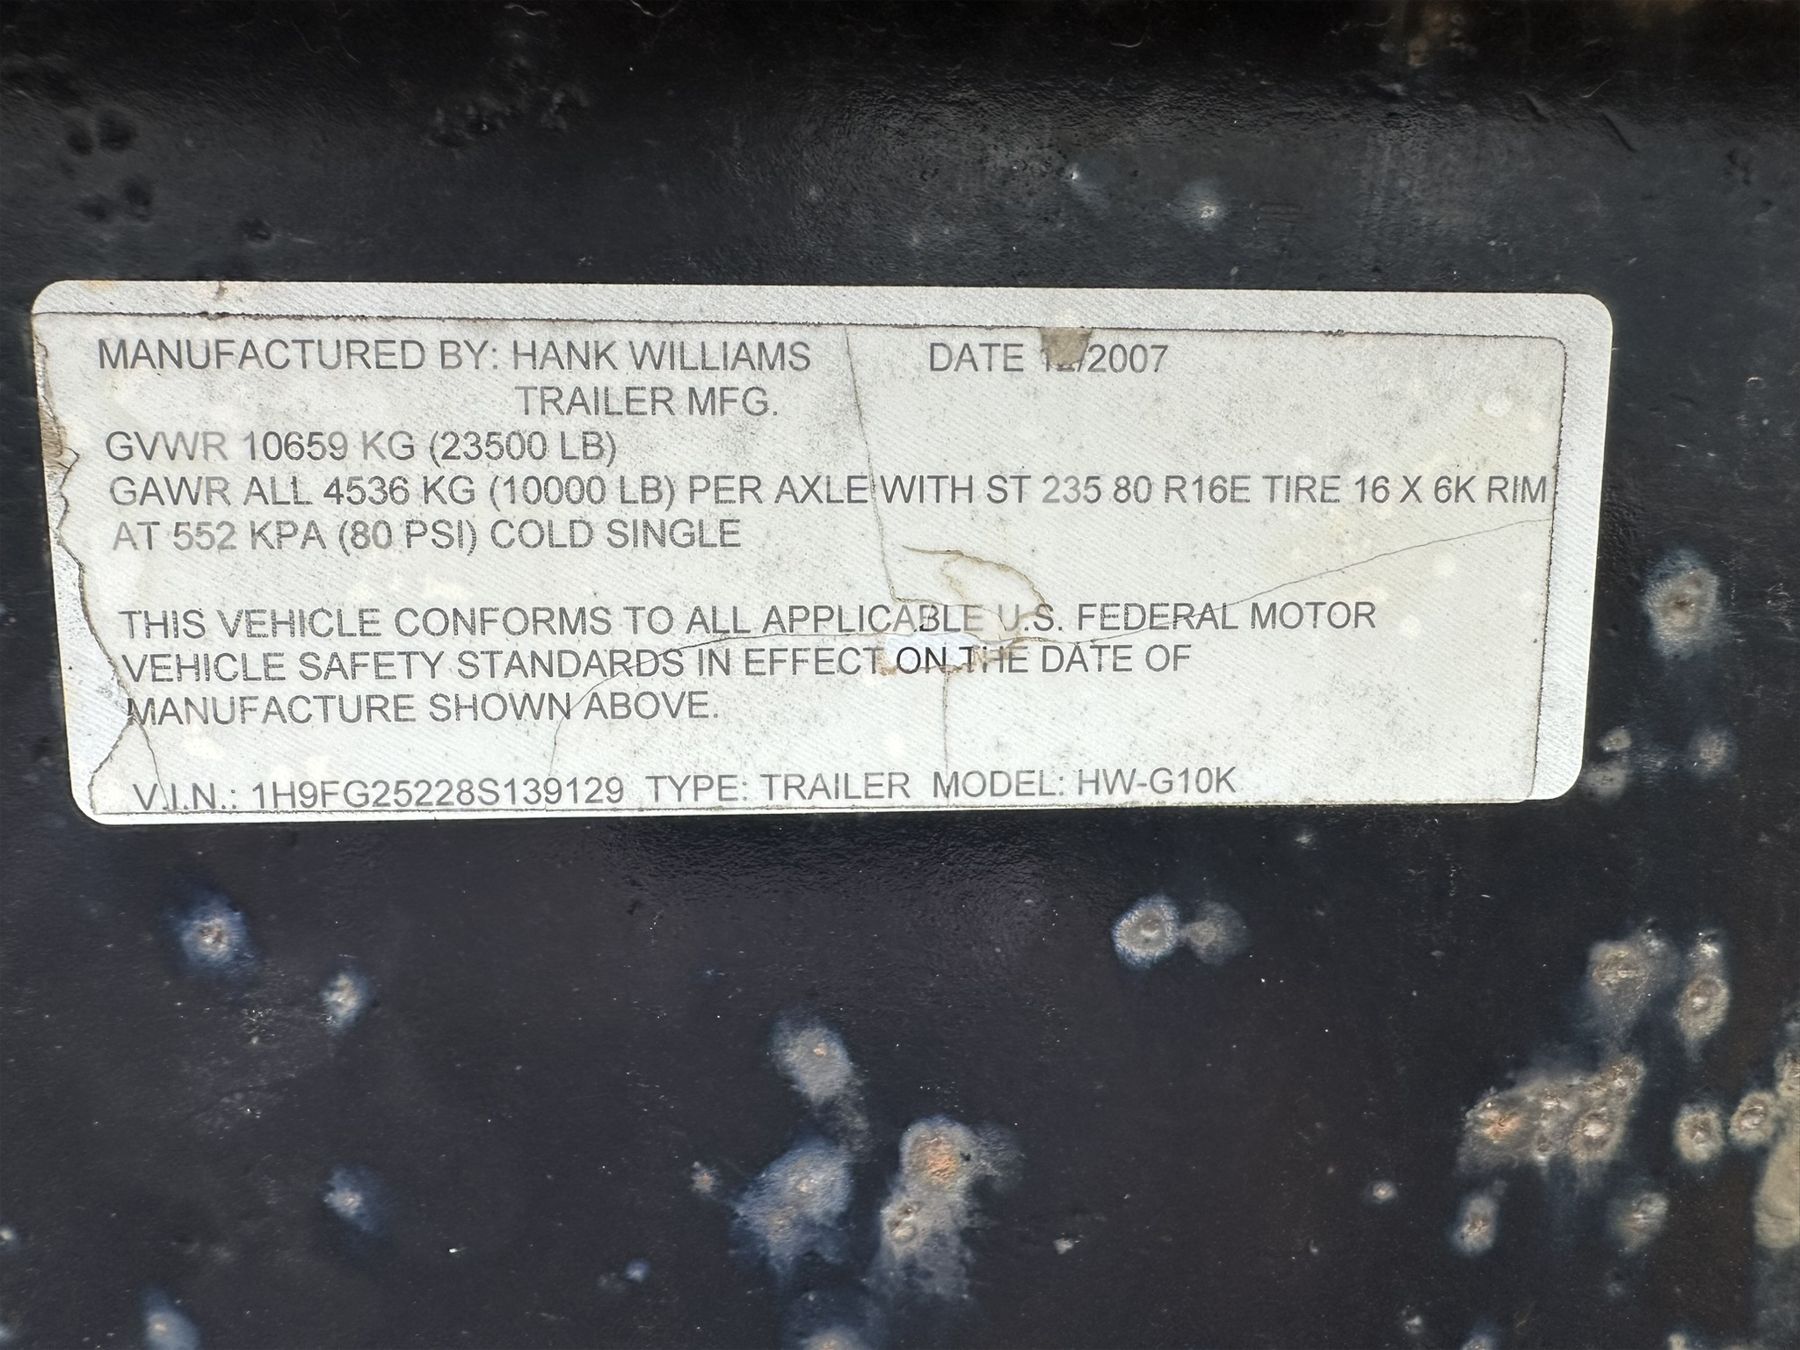 MANUFACTURED BY: HANK WILLIAMS DATE 12/2007
TRAILER MFG.
GVWR 10659 KG (23500 LB)
GAWR ALL 4536 KG (10000 LB) PER AXLE WITH ST 235 80 R16E TIRE 16 X 6K RIM
AT 552 KPA (80 PSI) COLD SINGLE
THIS VEHICLE CONFORMS TO ALL APPLICABLE U.S. FEDERAL MOTOR
VEHICLE SAFETY STANDARDS IN EFFECT ON THE DATE OF
MANUFACTURE SHOWN ABOVE.
V.I.N.: 1H9FG25228S139129 TYPE: TRAILER MODEL: HW-G10K